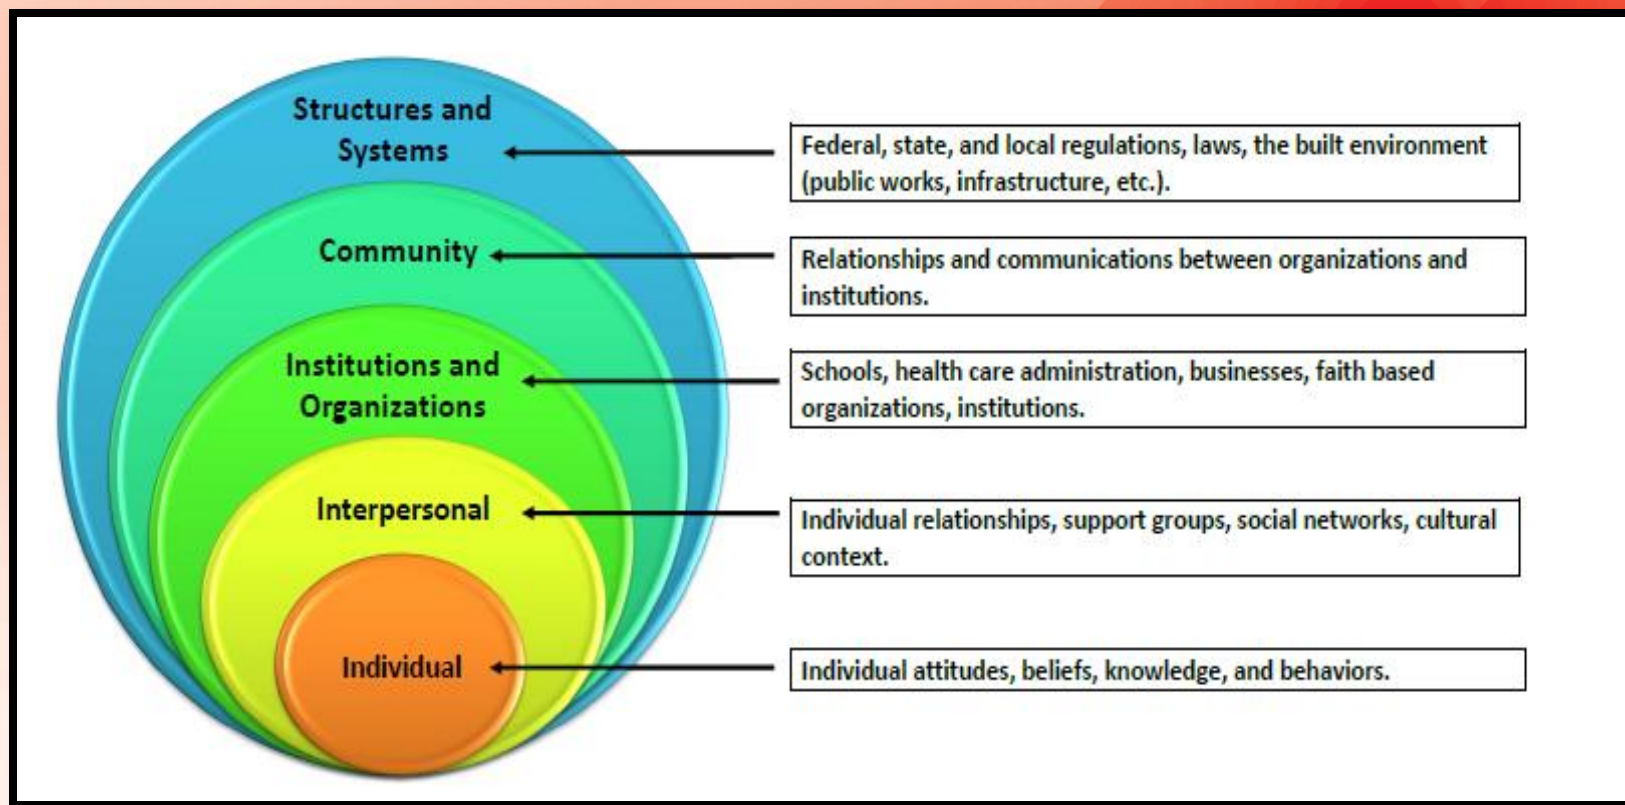 Structures and
Systems
Federal, state, and local regulations, laws, the built environment
(public works, infrastructure, etc.).
Community
Relationships and communications between organizations and
institutions.
Institutions and
Organizations
Schools, health care administration, businesses, faith based
organizations, institutions.
Interpersonal
Individual relationships, support groups, social networks, cultural
context.
Individual
Individual attitudes, beliefs, knowledge, and behaviors.